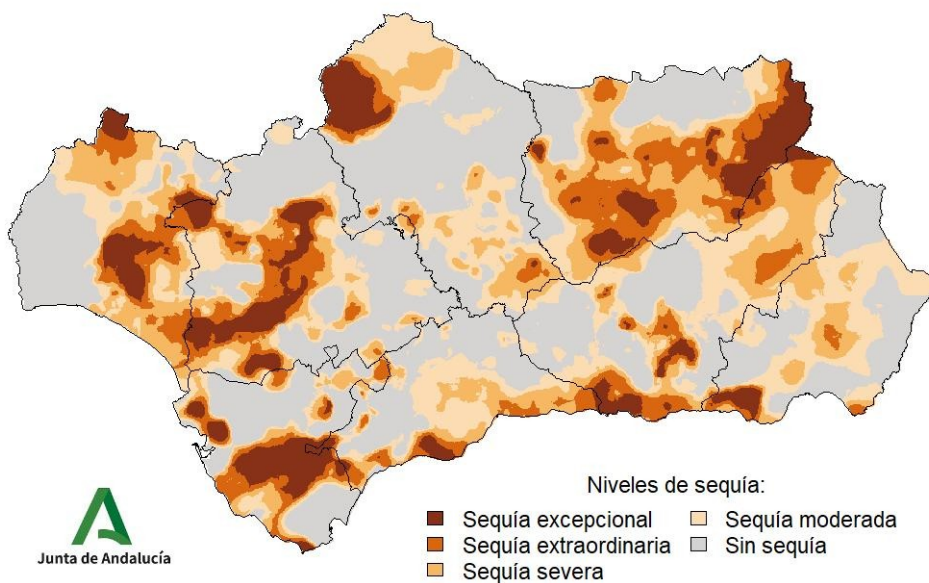 Niveles de sequía:
Sequía excepcional
Sequía moderada
Sequía extraordinaria
Sin sequía
Sequía severa
Junta de Andalucía